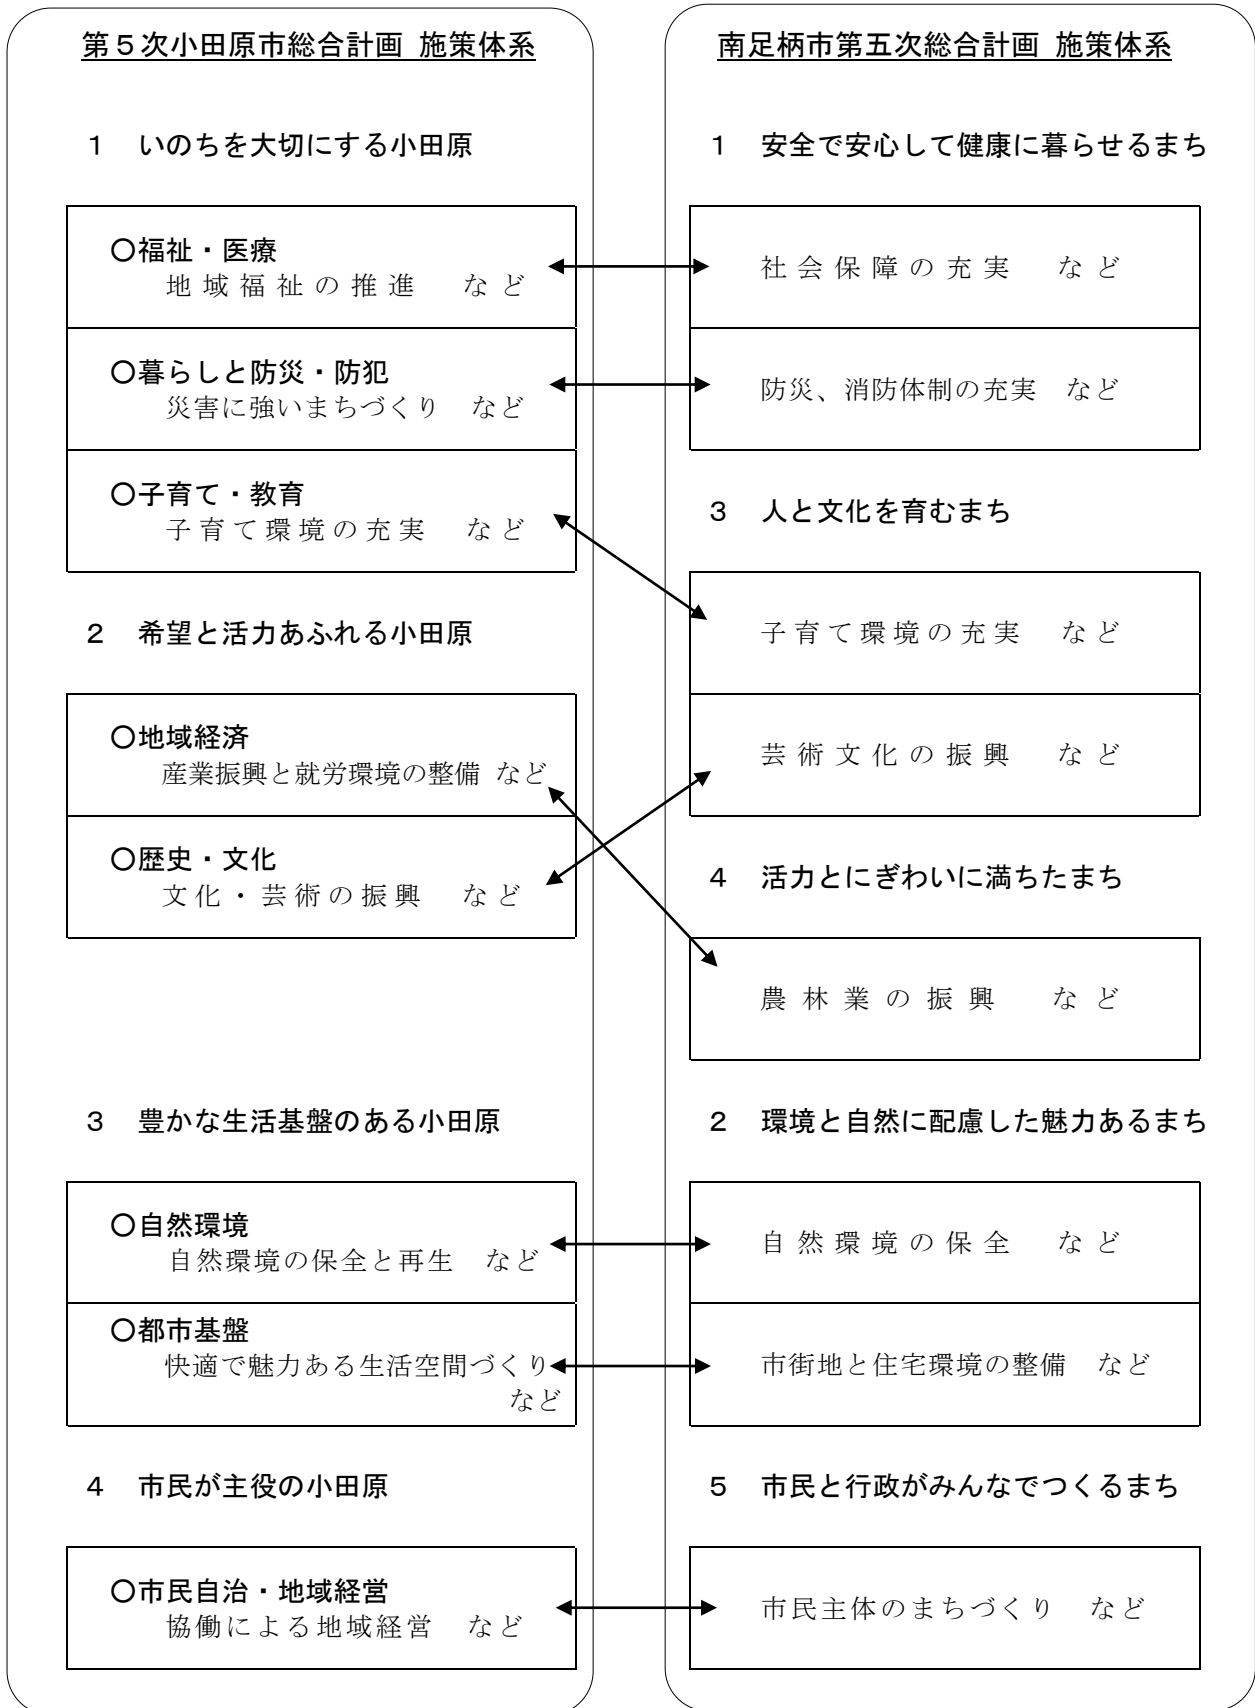 第５次小田原市総合計画 施策体系
１ いのちを大切にする小田原
〇福祉・医療
地域福祉の推進 など
〇暮らしと防災・防犯
災害に強いまちづくり など
〇子育て・教育
子育て環境の充実 など
２ 希望と活力あふれる小田原
〇地域経済
産業振興と就労環境の整備 など
〇歴史・文化
文化・芸術の振興 など
３ 豊かな生活基盤のある小田原
〇自然環境
自然環境の保全と再生 など
〇都市基盤
快適で魅力ある生活空間づくり
など
４ 市民が主役の小田原
〇市民自治・地域経営
協働による地域経営 など
南足柄市第五次総合計画 施策体系
１ 安全で安心して健康に暮らせるまち
社会保障の充実 など
防災、消防体制の充実 など
３ 人と文化を育むまち
子育て環境の充実 など
芸術文化の振興 など
４ 活力とにぎわいに満ちたまち
農林業の振興 など
２ 環境と自然に配慮した魅力あるまち
自然環境の保全 など
市街地と住宅環境の整備 など
５ 市民と行政がみんなでつくるまち
市民主体のまちづくり など